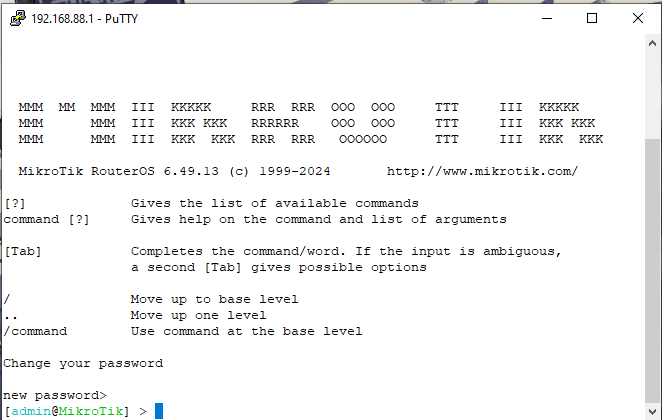 192.168.88.1 - PuTTY
MMM  MM  MMM  III  KKKKK     RRR  RRR  OOO  OOO     TTT     III  KKKKK
MMM      MMM  III  KKK KKK   RRRRRR    OOO  OOO     TTT     III  KKK KKK
MMM      MMM  III  KKK  KKK  RRR  RRR   OOOOOO      TTT     III  KKK  KKK
MikroTik RouterOS 6.49.13 (c) 1999-2024       http://www.mikrotik.com/
[?]             Gives the list of available commands
command [?]     Gives help on the command and list of arguments
[Tab]           Completes the command/word. If the input is ambiguous,
a second [Tab] gives possible options
/               Move up to base level
..              Move up one level
/command        Use command at the base level
Change your password
new password>
[admin@MikroTik] >